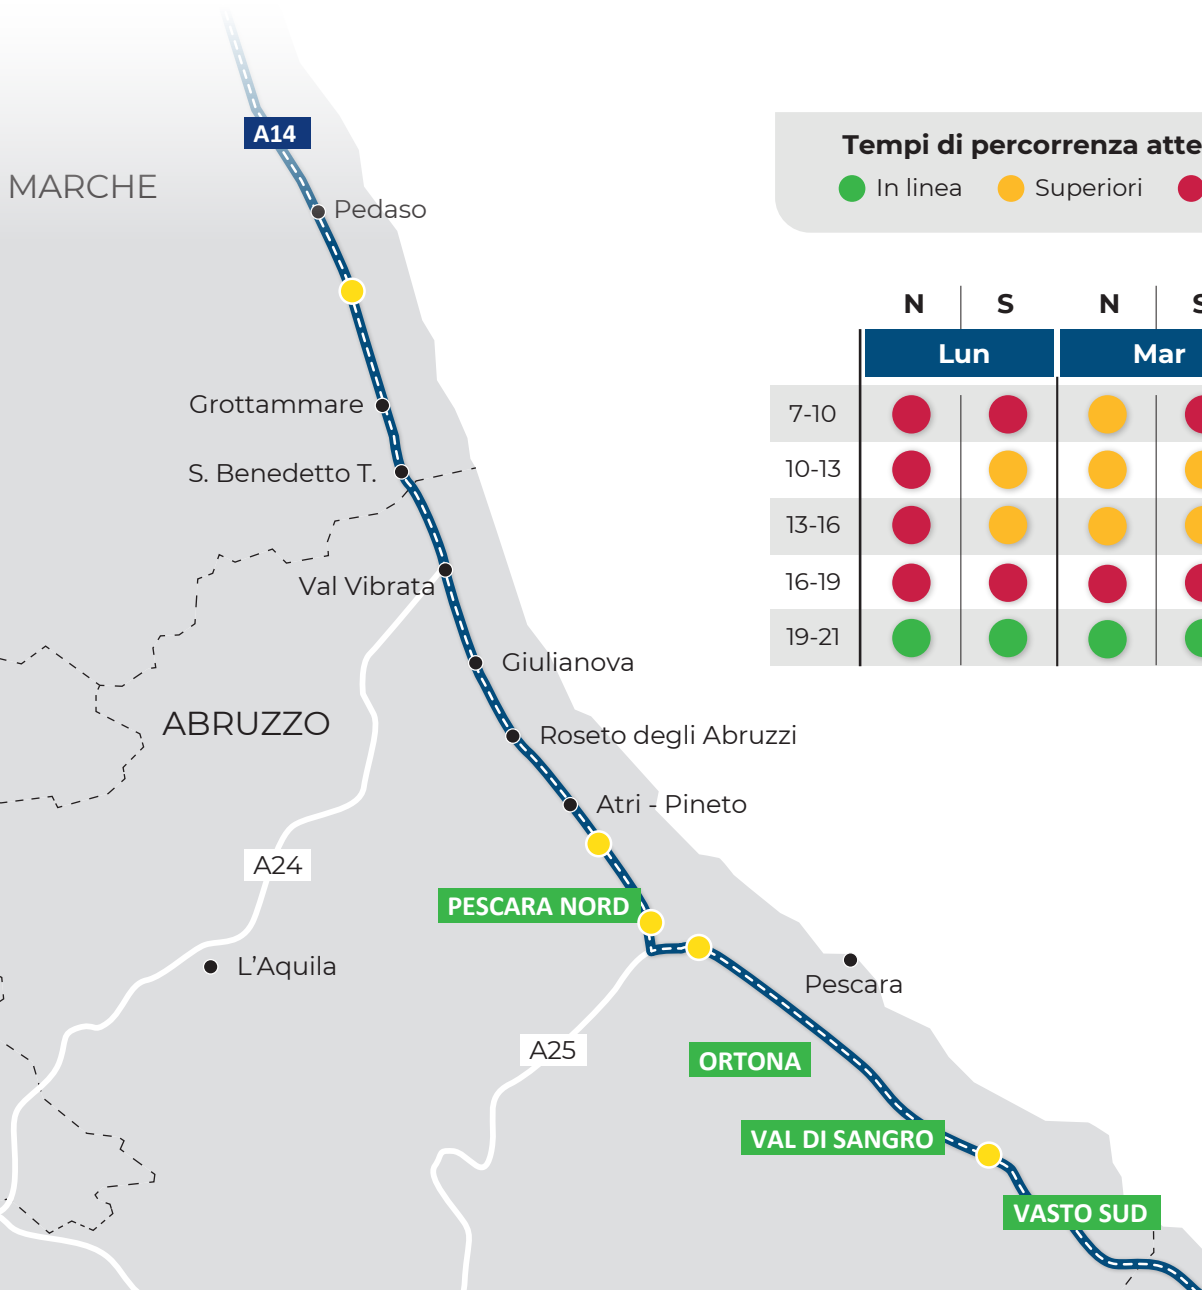 A14
MARCHE
Pedaso
Grottammare
S. Benedetto T.
Val Vibrata
Giulianova
ABRUZZO
Roseto degli Abruzzi
Atri - Pineto
A24
PESCARA NORD
L'Aquila
Pescara
A25
ORTONA
VAL DI SANGRO
VASTO SUD
Tempi di percorrenza atte
In linea Superiori
N S N S
Lun Mar
7-10
10-13
13-16
16-19
19-21